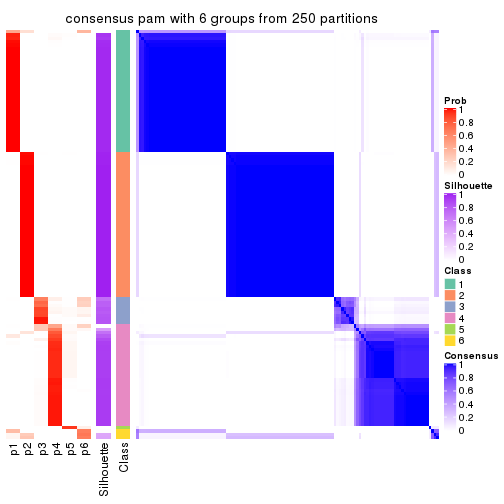 consensus pam with 6 groups from 250 partitions
Prob
1
0.8
0.6
0.4
0.2
0
Silhouette
1
0.8
0.6
0.4
0.2
0
Class
1
2
3
4
5
6
Consensus
1
0.8
0.6
0.4
0.2
0
p1
p2
p3
p4
p5
p6
Silhouette
Class